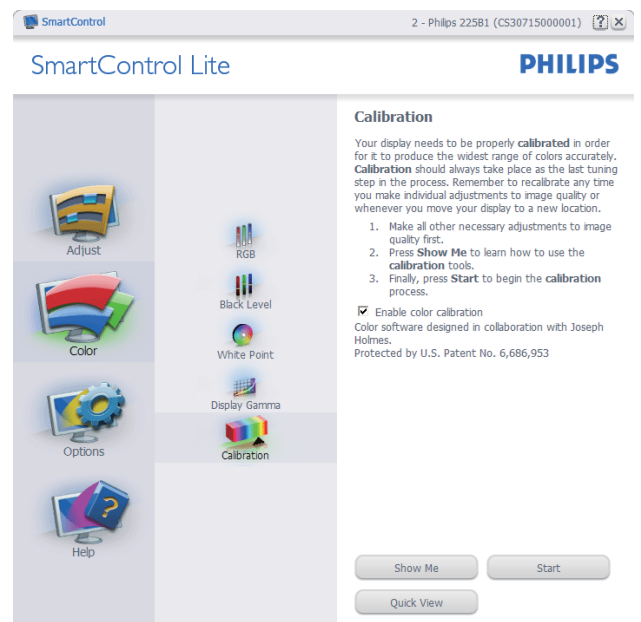 SmartControl
2 - Philips 225B1 (CS30715000001)
SmartControl Lite
PHILIPS
Adjust
Color
Options
Help
RGB
Black Level
White Point
Display Gamma
Calibration
Calibration
Your display needs to be properly calibrated in order
for it to produce the widest range of colors accurately.
Calibration should always take place as the last tuning
step in the process. Remember to recalibrate any time
you make individual adjustments to image quality or
whenever you move your display to a new location.
1. Make all other necessary adjustments to image
quality first.
2. Press Show Me to learn how to use the
calibration tools.
3. Finally, press Start to begin the calibration
process.
Enable color calibration
Color software designed in collaboration with Joseph
Holmes.
Protected by U.S. Patent No. 6,686,953
Show Me
Start
Quick View